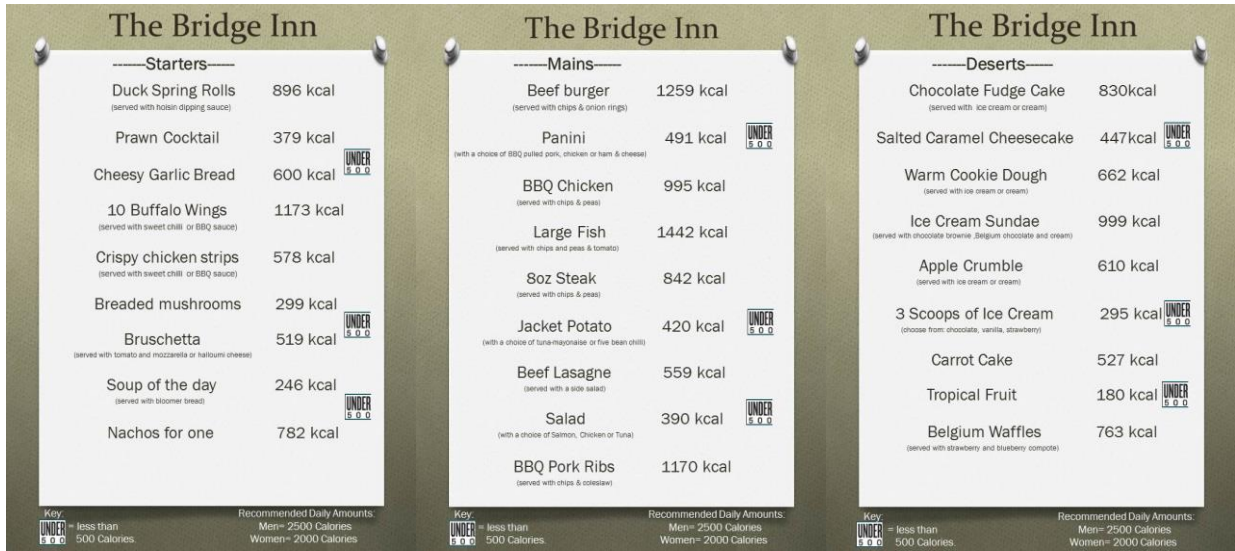 The Bridge Inn
-------Starters------
Duck Spring Rolls 896 kcal
(served with hoisin dipping sauce)
Prawn Cocktail 379 kcal
UNDER
500
Cheesy Garlic Bread 600 kcal
10 Buffalo Wings 1173 kcal
(served with sweet chilli or BBQ sauce)
Crispy chicken strips 578 kcal
(served with sweet chilli or BBQ sauce)
Breaded mushrooms 299 kcal
UNDER
500
Bruschetta 519 kcal
(served with tomato and mozzarella or halloumi cheese)
Soup of the day 246 kcal
(served with bloomer bread)
UNDER
500
Nachos for one 782 kcal
Key:
UNDER
500
= less than
500 Calories.
Recommended Daily Amounts:
Men= 2500 Calories
Women= 2000 Calories
The Bridge Inn
-------Mains------
Beef burger 1259 kcal
(served with chips & onion rings)
Panini 491 kcal
UNDER
500
(with a choice of BBQ pulled pork, chicken or ham & cheese)
BBQ Chicken 995 kcal
(served with chips & peas)
Large Fish 1442 kcal
(served with chips and peas & tomato)
8oz Steak 842 kcal
(served with chips & peas)
Jacket Potato 420 kcal
UNDER
500
(with a choice of tuna-mayonaise or five bean chilli)
Beef Lasagne 559 kcal
(served with a side salad)
Salad 390 kcal
UNDER
500
(with a choice of Salmon, Chicken or Tuna)
BBQ Pork Ribs 1170 kcal
(served with chips & coleslaw)
Key:
UNDER
500
= less than
500 Calories.
Recommended Daily Amounts:
Men= 2500 Calories
Women= 2000 Calories
The Bridge Inn
-------Deserts------
Chocolate Fudge Cake 830kcal
(served with ice cream or cream)
Salted Caramel Cheesecake 447kcal
UNDER
500
Warm Cookie Dough 662 kcal
(served with ice cream or cream)
Ice Cream Sundae 999 kcal
(served with chocolate brownie ,Belgium chocolate and cream)
Apple Crumble 610 kcal
(served with ice cream or cream)
3 Scoops of Ice Cream 295 kcal
UNDER
500
(choose from: chocolate, vanilla, strawberry)
Carrot Cake 527 kcal
Tropical Fruit 180 kcal
UNDER
500
Belgium Waffles 763 kcal
(served with strawberry and blueberry compote)
Key:
UNDER
500
= less than
500 Calories.
Recommended Daily Amounts:
Men= 2500 Calories
Women= 2000 Calories